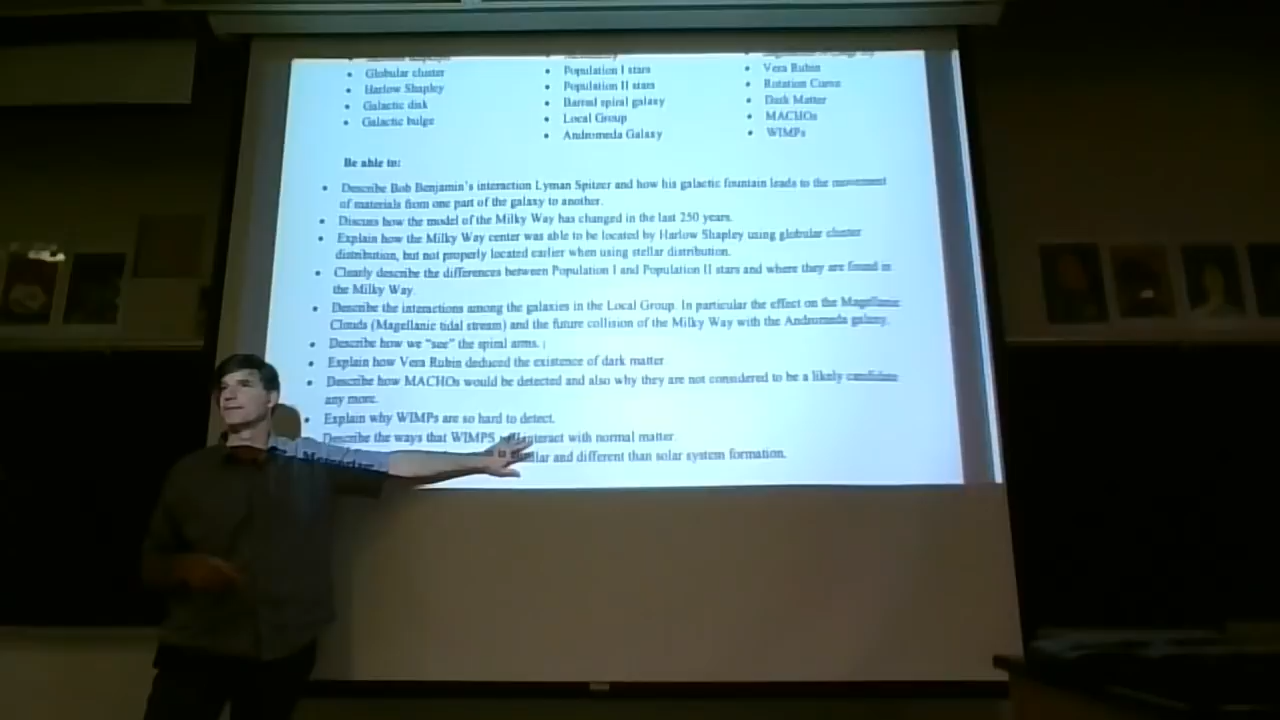 Globular cluster
Harlow Shapley
Galactic disk
Galactic bulge
Population I stars
Population II stars
Barred spiral galaxy
Local Group
Andromeda Galaxy
Vera Rubin
Rotation Curve
Dark Matter
MACHOs
WIMPs
Be able to:
Describe Bob Benjamin's interaction Lyman Spitzer and how his galactic fountain leads to the movement
of materials from one part of the galaxy to another.
Discuss how the model of the Milky Way has changed in the last 250 years.
Explain how the Milky Way center was able to be located by Harlow Shapley using globular cluster
distribution, but not properly located earlier when using stellar distribution.
Clearly describe the differences between Population I and Population II stars and where they are found in
the Milky Way.
Describe the interactions among the galaxies in the Local Group. In particular the effect on the Magellanic
Clouds (Magellanic tidal stream) and the future collision of the Milky Way with the Andromeda galaxy.
Describe how we "see" the spiral arms.
Explain how Vera Rubin deduced the existence of dark matter
Describe how MACHOs would be detected and also why they are not considered to be a likely candidate
any more.
Explain why WIMPs are so hard to detect.
Describe the ways that WIMPS interact with normal matter.
and different than solar system formation.